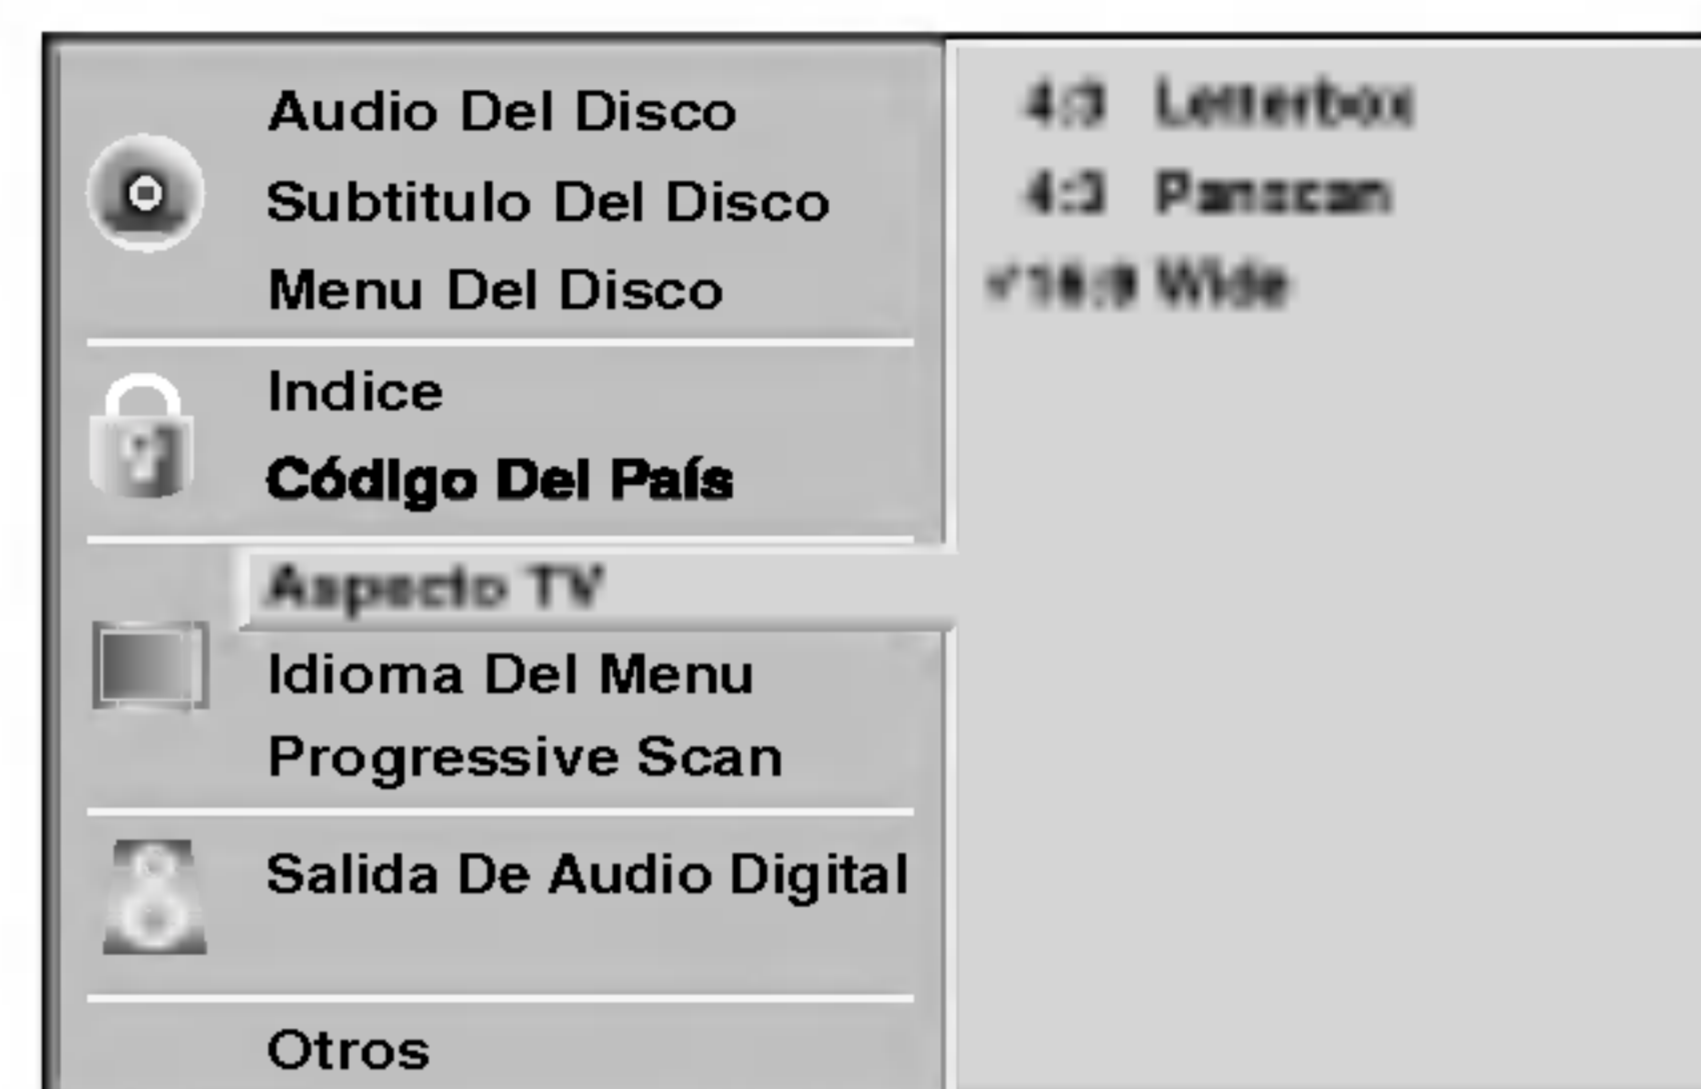 Audio Del Disco
Subtitulo Del Disco
Menu Del Disco
Indice
Código Del País
Aspecto TV
Idioma Del Menu
Progressive Scan
Salida De Audio Digital
Otros
4:3 Letterbox
4:3 Panscan
✓16:9 Wide